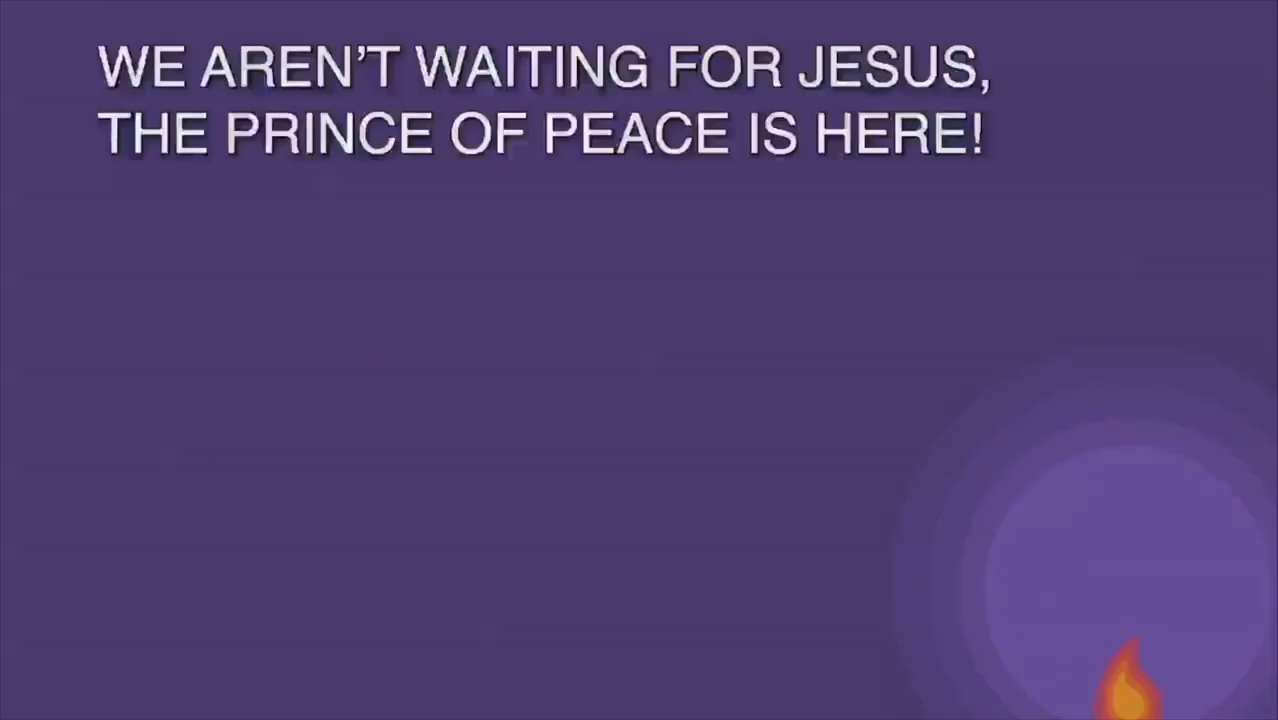 WE AREN’T WAITING FOR JESUS,
THE PRINCE OF PEACE IS HERE!